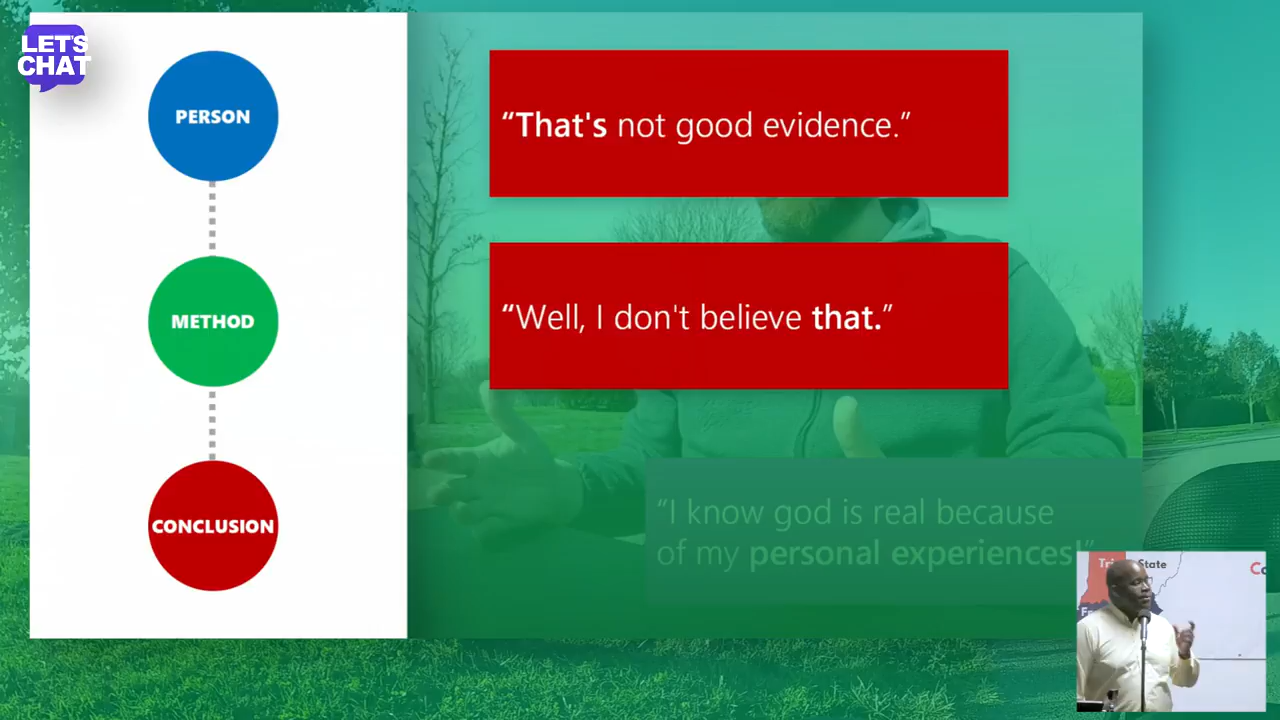 LET'S
CHAT
PERSON
METHOD
CONCLUSION
“That's not good evidence.”
“Well, I don't believe that.”
“I know god is real because
of my personal experiences!”
State